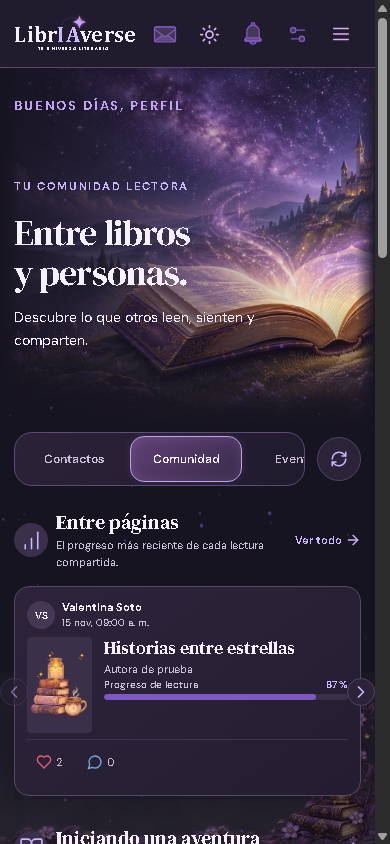 LibrIAverse
TU UNIVERSO LITERARIO
BUENOS DÍAS, PERFIL
TU COMUNIDAD LECTORA
Entre libros
y personas.
Descubre lo que otros leen, sienten y
comparten.
Contactos
Comunidad
Even
Entre páginas
El progreso más reciente de cada lectura
compartida.
Ver todo
VS
Valentina Soto
15 nov, 09:00 a. m.
Historias entre estrellas
Autora de prueba
Progreso de lectura
87%
2
0
Iniciando una aventura